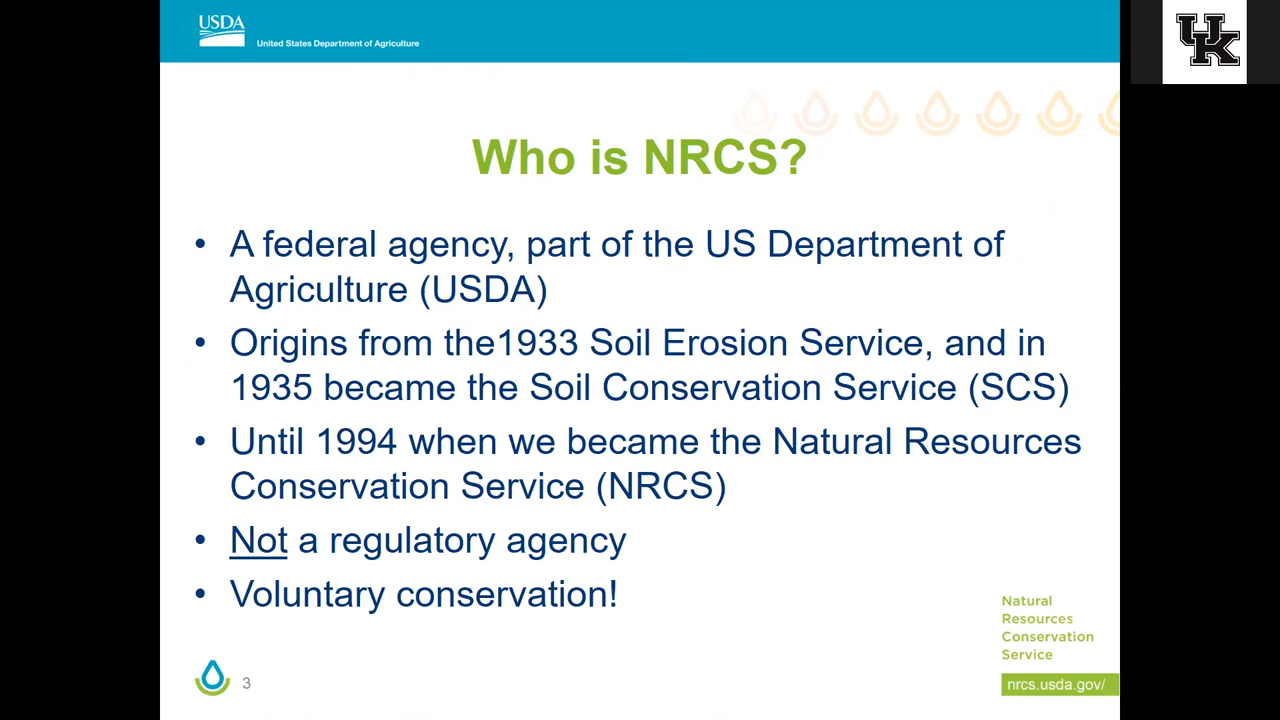 USDA
United States Department of Agriculture
UK
Who is NRCS?
• A federal agency, part of the US Department of
Agriculture (USDA)
• Origins from the1933 Soil Erosion Service, and in
1935 became the Soil Conservation Service (SCS)
• Until 1994 when we became the Natural Resources
Conservation Service (NRCS)
• Not a regulatory agency
• Voluntary conservation!
Natural
Resources
Conservation
Service
nrcs.usda.gov/
3